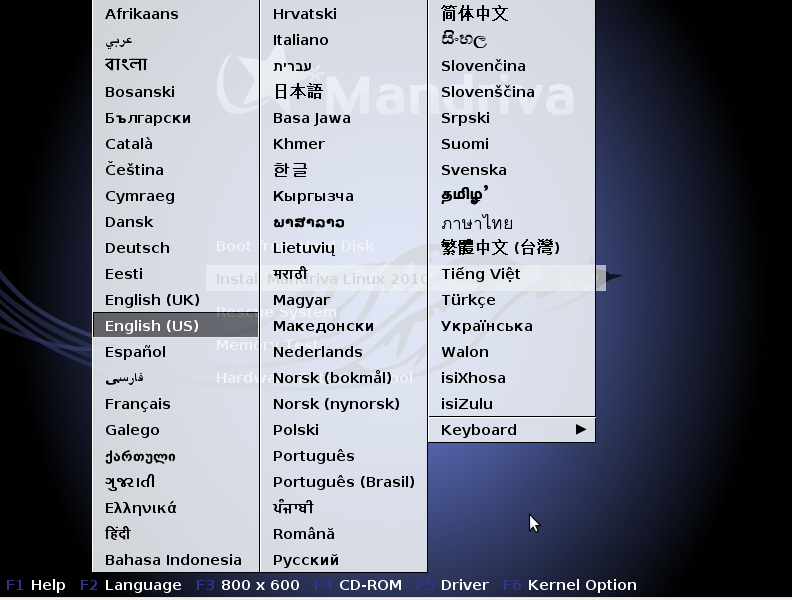 Afrikaans
عربي
বাংলা
Bosanski
Български
Català
Čeština
Cymraeg
Dansk
Deutsch
Eesti
English (UK)
English (US)
Español
فارسی
Français
Galego
ქართული
ગુજરાતી
Ελληνικά
हिंदी
Bahasa Indonesia
Hrvatski
Italiano
עברית
日本語
Basa Jawa
Khmer
한글
Кыргызча
ພາສາລາວ
Lietuvių
मराठी
Magyar
Македонски
Nederlands
Norsk (bokmål)
Norsk (nynorsk)
Polski
Português
Português (Brasil)
ਪੰਜਾਬੀ
Română
Русский
简体中文
සිංහල
Slovenčina
Slovenščina
Srpski
Suomi
Svenska
தமிழ்
ภาษาไทย
繁體中文 (台灣)
Tiếng Việt
Türkçe
Українська
Walon
isiXhosa
isiZulu
Keyboard
Mandriva
Boot from Hard Disk
Install Mandriva Linux 2010
Rescue System
Memory Test
F1 Help F2 Language F3 800 x 600 F4 CD-ROM F5 Driver F6 Kernel Option